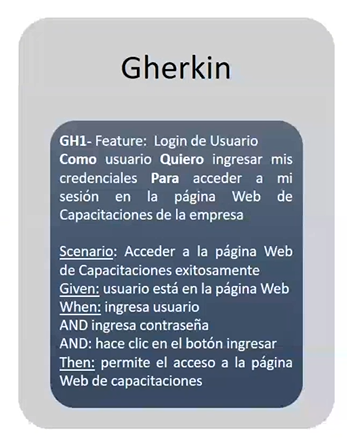 Gherkin
GH1- Feature: Login de Usuario
Como usuario Quiero ingresar mis
credenciales Para acceder a mi
sesión en la página Web de
Capacitaciones de la empresa
Scenario: Acceder a la página Web
de Capacitaciones exitosamente
Given: usuario está en la página Web
When: ingresa usuario
AND ingresa contraseña
AND: hace clic en el botón ingresar
Then: permite el acceso a la página
Web de capacitaciones